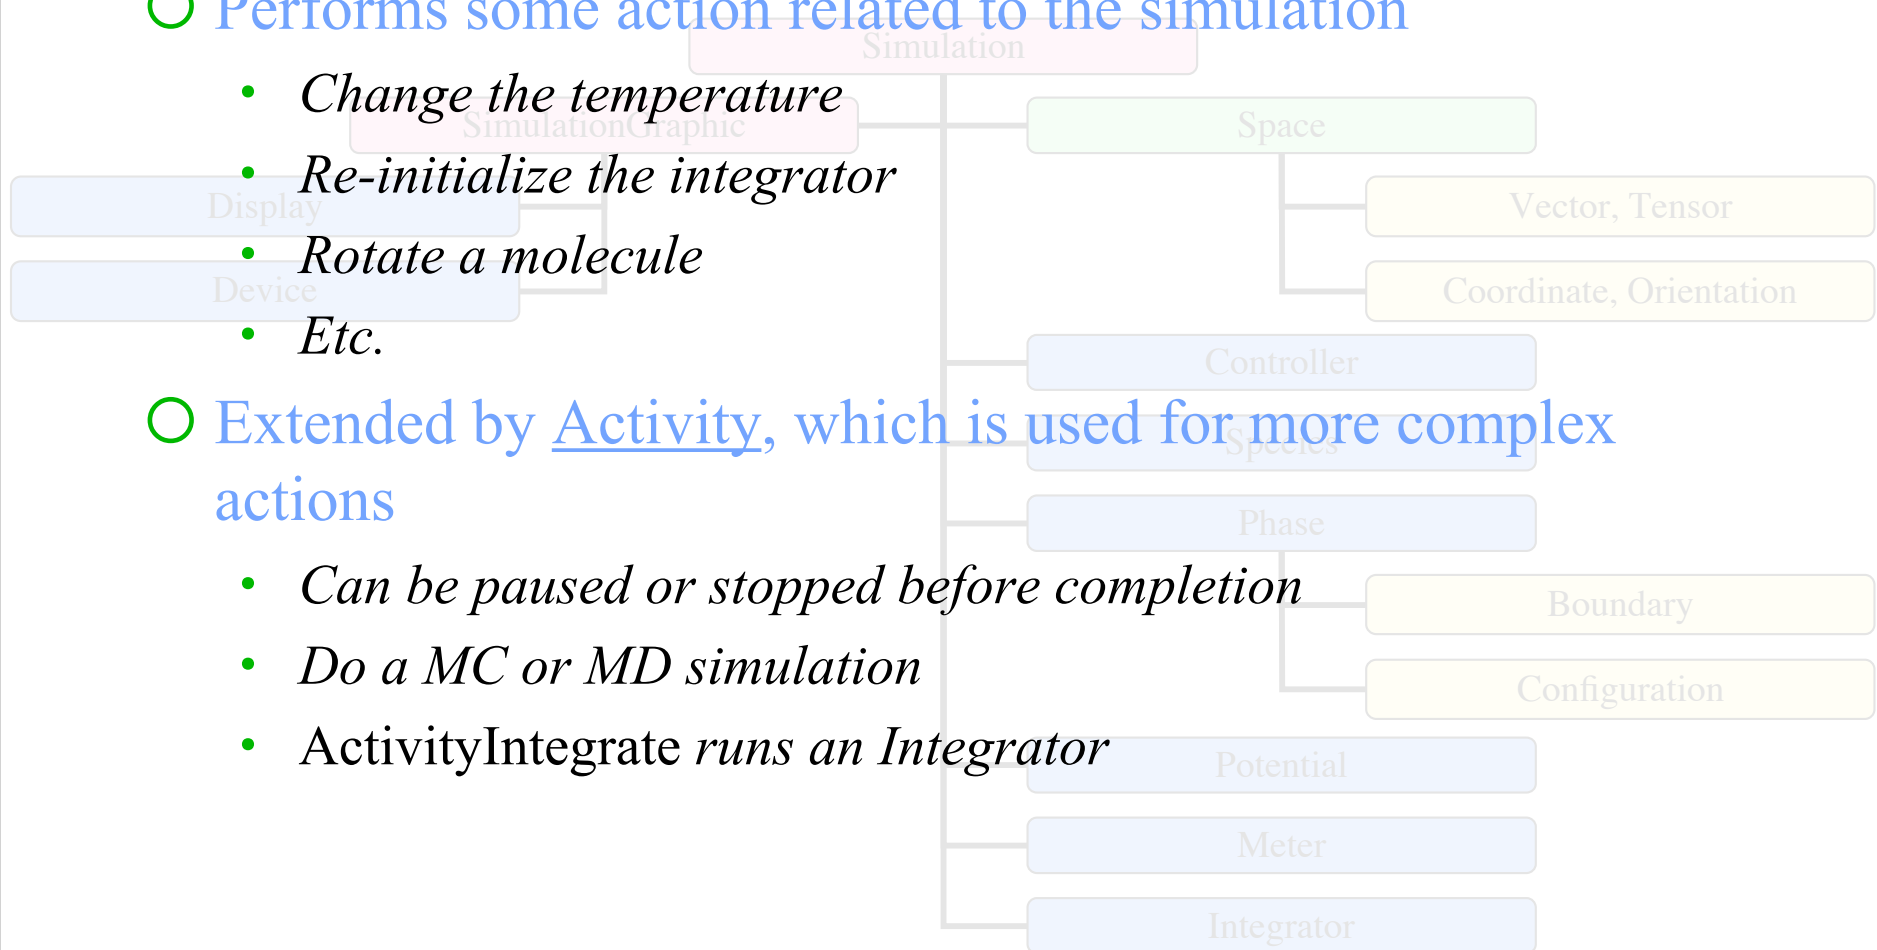 Performs some action related to the simulation
Simulation
• Change the temperature
SimulationGraphic
Space
• Re-initialize the integrator
Display
Vector, Tensor
• Rotate a molecule
Device
Coordinate, Orientation
• Etc.
Controller
Extended by Activity, which is used for more complex
Species
actions
Phase
• Can be paused or stopped before completion
Boundary
• Do a MC or MD simulation
Configuration
• ActivityIntegrate runs an Integrator
Potential
Meter
Integrator